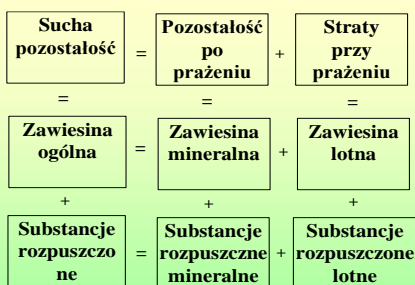 Sucha
pozostałość
=
Pozostałość
po
prażeniu
+
Straty
przy
prażeniu
=
=
=
Zawiesina
ogólna
=
Zawiesina
mineralna
+
Zawiesina
lotna
+
+
+
Substancje
rozpuszczo
ne
=
Substancje
rozpuszczne
mineralne
+
Substancje
rozpuszczone
lotne